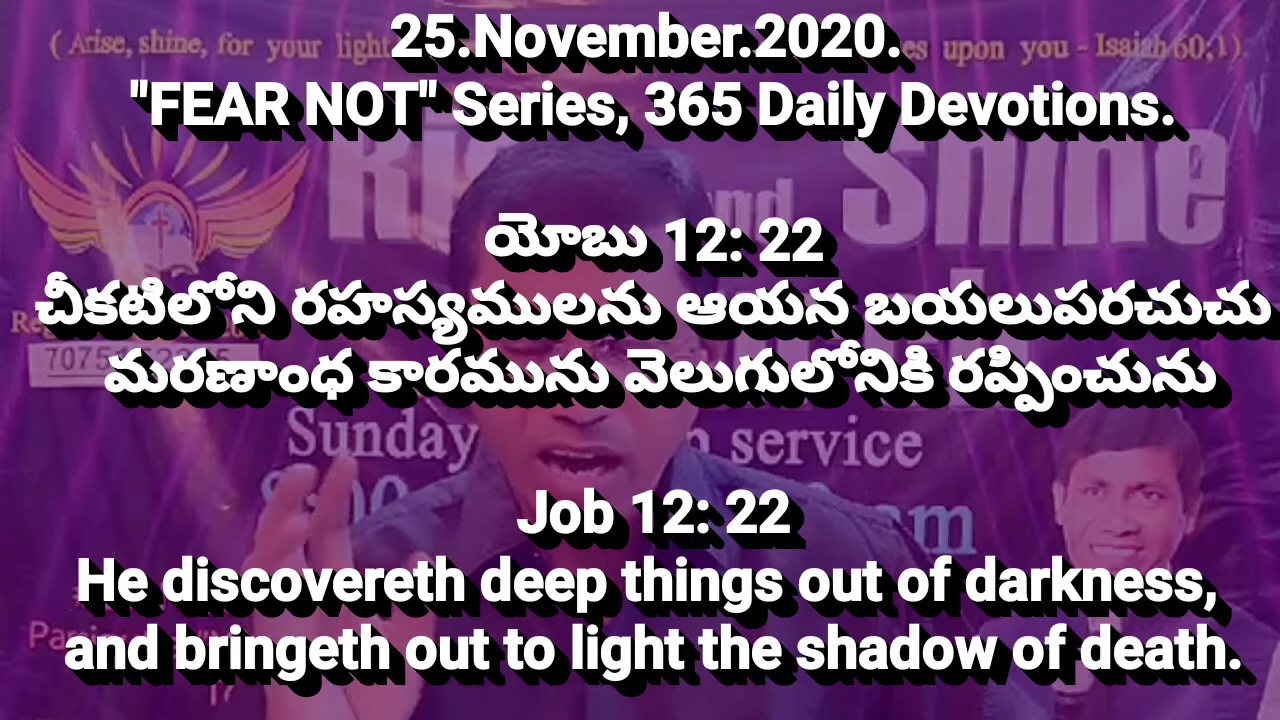 ( Arise, shine, for your light es upon you - Isaiah 60:1)
25.November.2020.
"FEAR NOT" Series, 365 Daily Devotions.
Shine
యోబు 12: 22
చీకటిలోని రహస్యములను ఆయన బయలుపరచుచు
మరణాంధ కారమును వెలుగులోనికి రప్పించును
Sunday service
Job 12: 22
He discovereth deep things out of darkness,
and bringeth out to light the shadow of death.